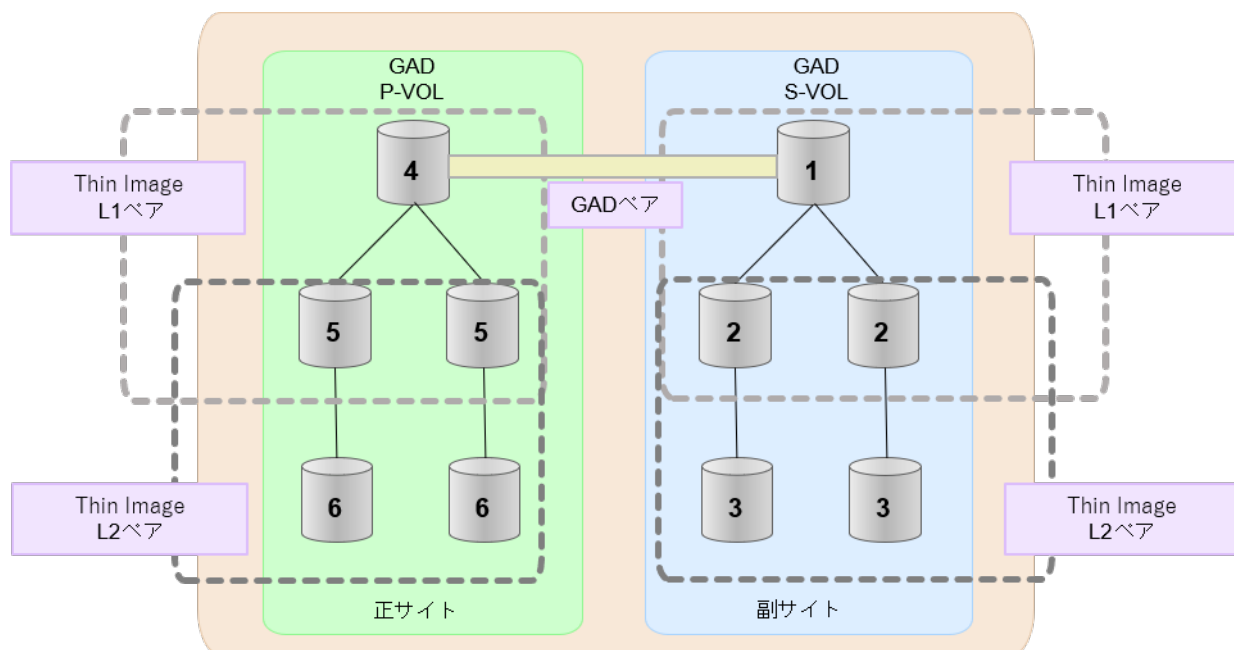 GAD
P-VOL
GAD
S-VOL
4
1
Thin Image
L1ペア
GADペア
Thin Image
L1ペア
5
5
2
2
6
6
3
3
Thin Image
L2ペア
Thin Image
L2ペア
正サイト
副サイト